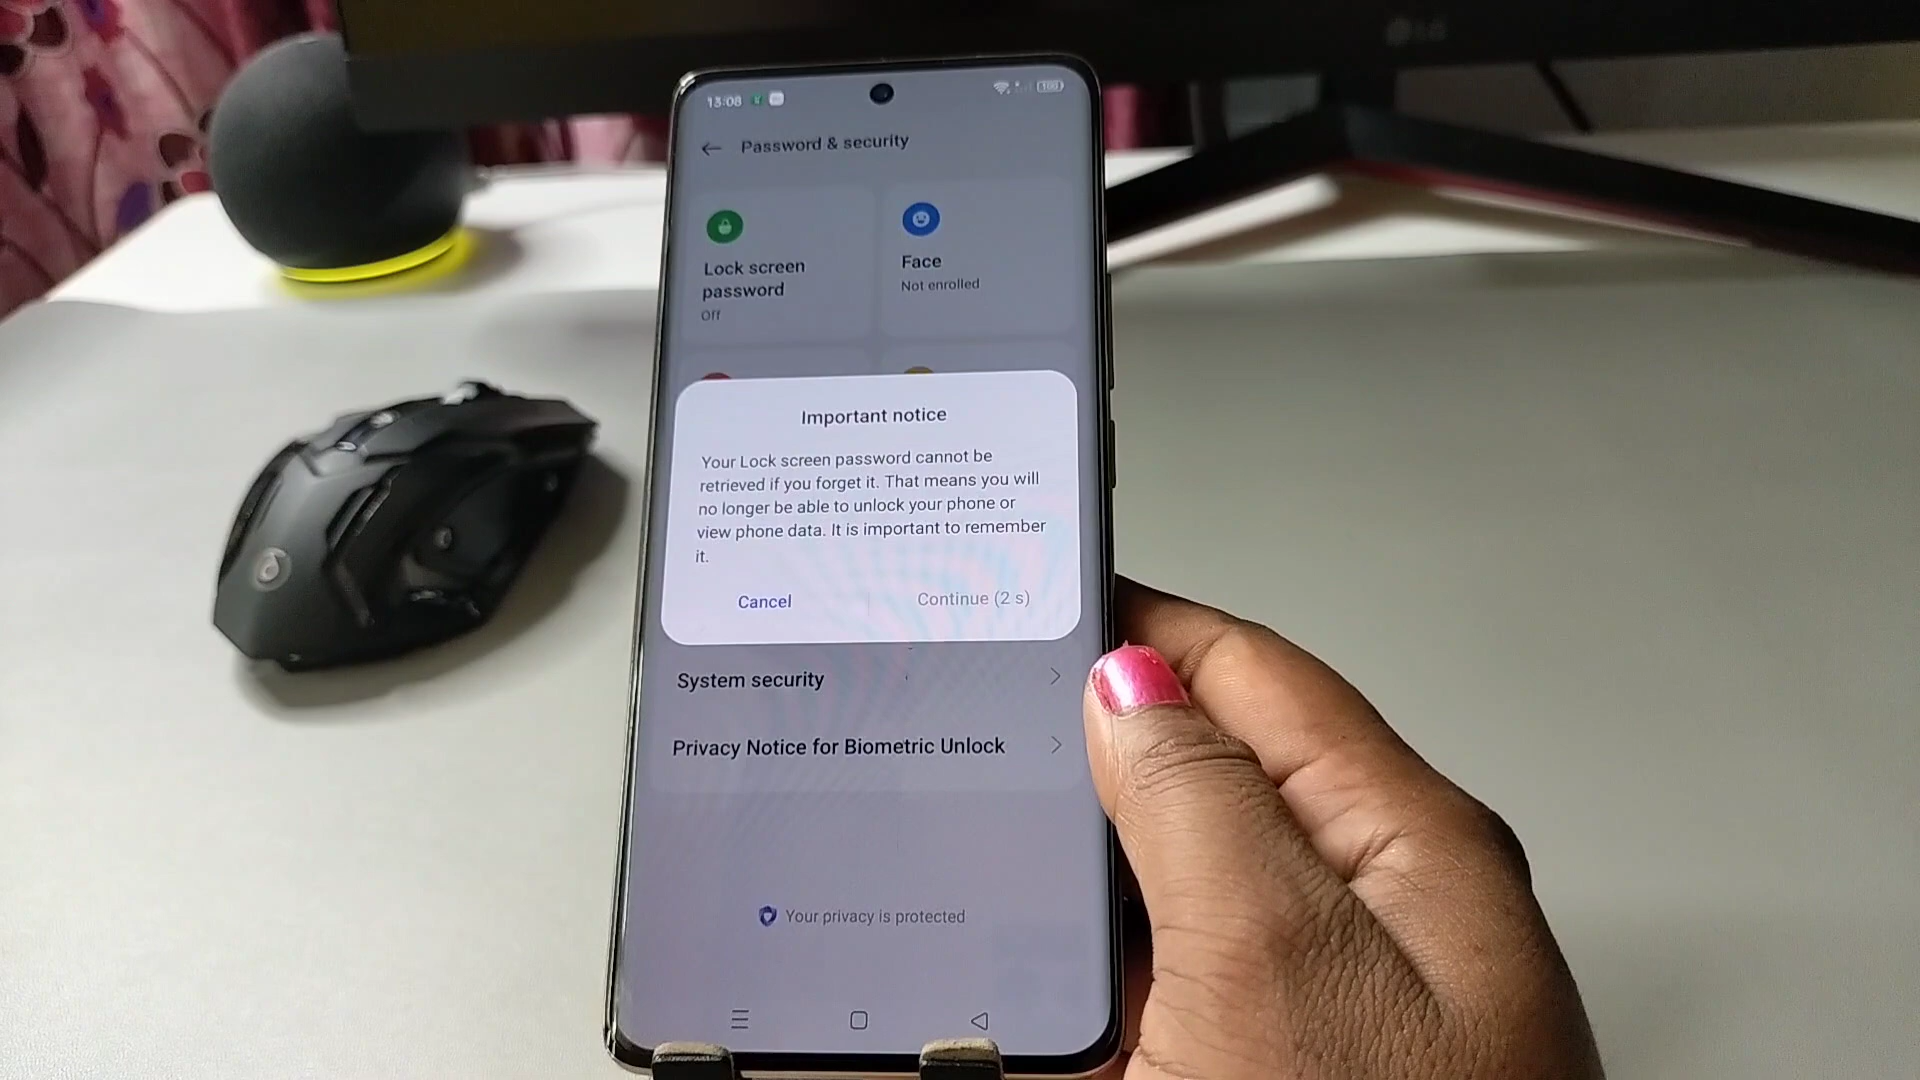 13:08
100
Password & security
Lock screen
password
Off
Face
Not enrolled
Important notice
Your Lock screen password cannot be
retrieved if you forget it. That means you will
no longer be able to unlock your phone or
view phone data. It is important to remember
it.
Cancel
Continue (2 s)
System security
Privacy Notice for Biometric Unlock
Your privacy is protected
LG